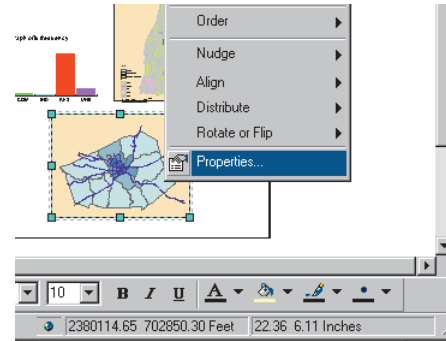 Order
Nudge
Align
Distribute
Rotate or Flip
Properties...
10 B I U A
2380114.65 702850.30 Feet 22.36 6.11 Inches